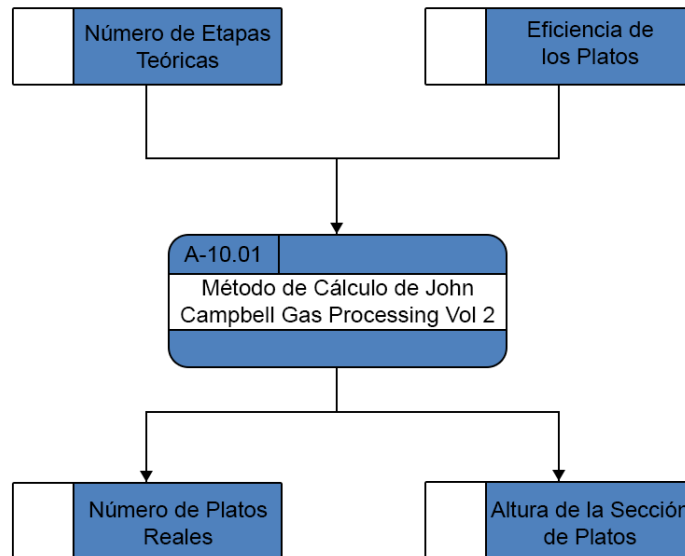 Número de Etapas
Teóricas
Eficiencia de
los Platos
A-10.01
Método de Cálculo de John
Campbell Gas Processing Vol 2
Número de Platos
Reales
Altura de la Sección
de Platos